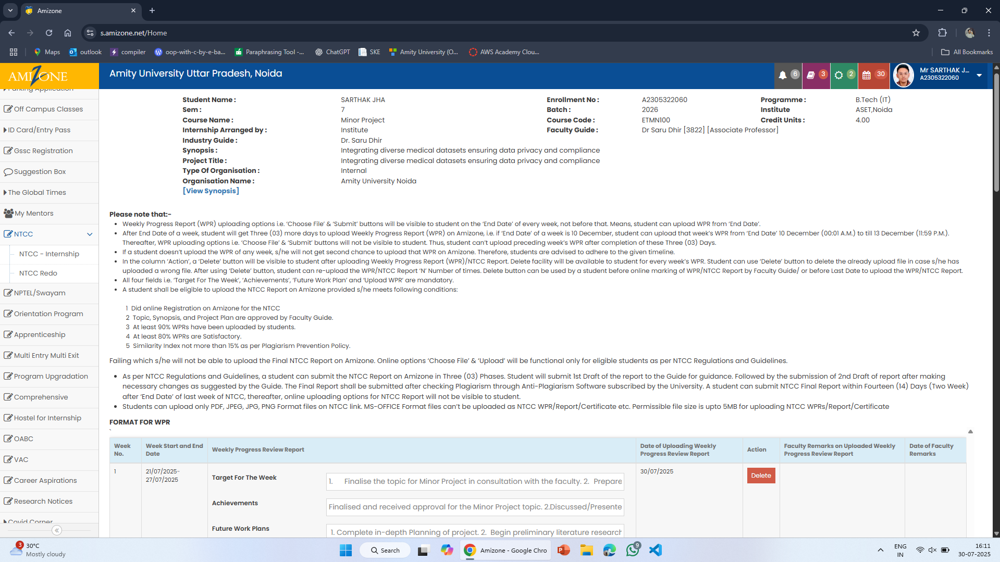 Amizone
s.amizone.net/Home
Maps
outlook
compiler
oop-with-c-by-e-ba...
Paraphrasing Tool -...
ChatGPT
SKE
Amity University (O...
AWS Academy Clou...
All Bookmarks
AMIZONE
Amity University Uttar Pradesh, Noida
6
3
2
30
Mr SARTHAK J...
A2305322060
Parking Application
Off Campus Classes
ID Card/Entry Pass
Gssc Registration
Suggestion Box
The Global Times
My Mentors
NTCC
NTCC - Internship
NTCC Redo
NPTEL/Swayam
Orientation Program
Apprenticeship
Multi Entry Multi Exit
Program Upgradation
Comprehensive
Hostel for Internship
OABC
VAC
Career Aspirations
Research Notices
Covid Corner
Student Name : SARTHAK JHA Enrollment No : A2305322060 Programme : B.Tech (IT)
Sem : 7 Batch : 2026 Institute ASET,Noida
Course Name : Minor Project Course Code : ETMN100 Credit Units : 4.00
Internship Arranged by : Institute Faculty Guide : Dr Saru Dhir [3822] [Associate Professor]
Industry Guide : Dr. Saru Dhir
Synopsis : Integrating diverse medical datasets ensuring data privacy and compliance
Project Title : Integrating diverse medical datasets ensuring data privacy and compliance
Type Of Organisation : Internal
Organisation Name : Amity University Noida
[View Synopsis]
Please note that:-
• Weekly Progress Report (WPR) uploading options i.e. ‘Choose File’ & ‘Submit’ buttons will be visible to student on the ‘End Date’ of every week, not before that. Means, student can upload WPR from ‘End Date’.
• After End Date of a week, student will get Three (03) more days to upload Weekly Progress Report (WPR) on Amizone, i.e. if ‘End Date’ of a week is 10 December, student can upload that week’s WPR from ‘End Date’ 10 December (00:01 A.M.) to till 13 December (11:59 P.M.).
Thereafter, WPR uploading options i.e. ‘Choose File’ & ‘Submit’ buttons will not be visible to student. Thus, student can’t upload preceding week’s WPR after completion of these Three (03) Days.
• If a student doesn’t upload the WPR of any week, s/he will not get second chance to upload that WPR on Amizone. Therefore, students are advised to adhere to the given timeline.
• In the column ‘Action’, a ‘Delete’ button will be visible to student after uploading Weekly Progress Report (WPR)/NTCC Report. Delete facility will be available to student for every week’s WPR. Student can use ‘Delete’ button to delete the already upload file in case s/he has
uploaded a wrong file. After using ‘Delete’ button, student can re-upload the WPR/NTCC Report ‘N’ Number of times. Delete button can be used by a student before online marking of WPR/NTCC Report by Faculty Guide/ or before Last Date to upload the WPR/NTCC Report.
• All four fields i.e. ‘Target For The Week’, ‘Achievements’, ‘Future Work Plan’ and ‘Upload WPR’ are mandatory.
• A student shall be eligible to upload the NTCC Report on Amizone provided s/he meets following conditions:
1 Did online Registration on Amizone for the NTCC
2 Topic, Synopsis, and Project Plan are approved by Faculty Guide.
3 At least 90% WPRs have been uploaded by students.
4 At least 80% WPRs are Satisfactory.
5 Similarity Index not more than 15% as per Plagiarism Prevention Policy.
Failing which s/he will not be able to upload the Final NTCC Report on Amizone. Online options ‘Choose File’ & ‘Upload’ will be functional only for eligible students as per NTCC Regulations and Guidelines.
• As per NTCC Regulations and Guidelines, a student can submit the NTCC Report on Amizone in Three (03) Phases. Student will submit 1st Draft of the report to the Guide for guidance. Followed by the submission of 2nd Draft of report after making
necessary changes as suggested by the Guide. The Final Report shall be submitted after checking Plagiarism through Anti-Plagiarism Software subscribed by the University. A student can submit NTCC Final Report within Fourteen (14) Days (Two Week)
after ‘End Date’ of last week of NTCC, thereafter, online uploading options for NTCC Report will not be visible to student.
• Students can upload only PDF, JPEG, JPG, PNG Format files on NTCC link. MS-OFFICE Format files can’t be uploaded as NTCC WPR/Report/Certificate etc. Permissible file size is upto 5MB for uploading NTCC WPRs/Report/Certificate
FORMAT FOR WPR
`
Week No. Week Start and End Date Weekly Progress Review Report Date of Uploading Weekly Progress Review Report Action Faculty Remarks on Uploaded Weekly Progress Review Report Date of Faculty Remarks
1 21/07/2025-27/07/2025 30/07/2025 Delete
Target For The Week 1. Finalise the topic for Minor Project in consultation with the faculty. 2. Prepare
Achievements Finalised and received approval for the Minor Project topic. 2.Discussed/Presente
Future Work Plans 1. Complete in-depth Planning of project. 2. Begin preliminary literature research
3
30°C
Mostly cloudy
Search
Amizone - Google Chro
9
ENG
IN
16:11
30-07-2025